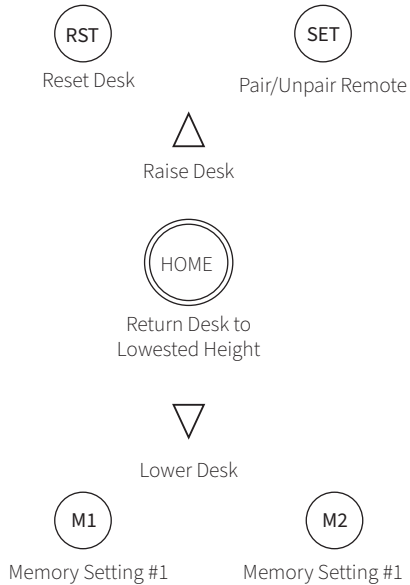 RST
SET
Reset Desk
Pair/Unpair Remote
Raise Desk
HOME
Return Desk to
Lowested Height
Lower Desk
M1
M2
Memory Setting #1
Memory Setting #1